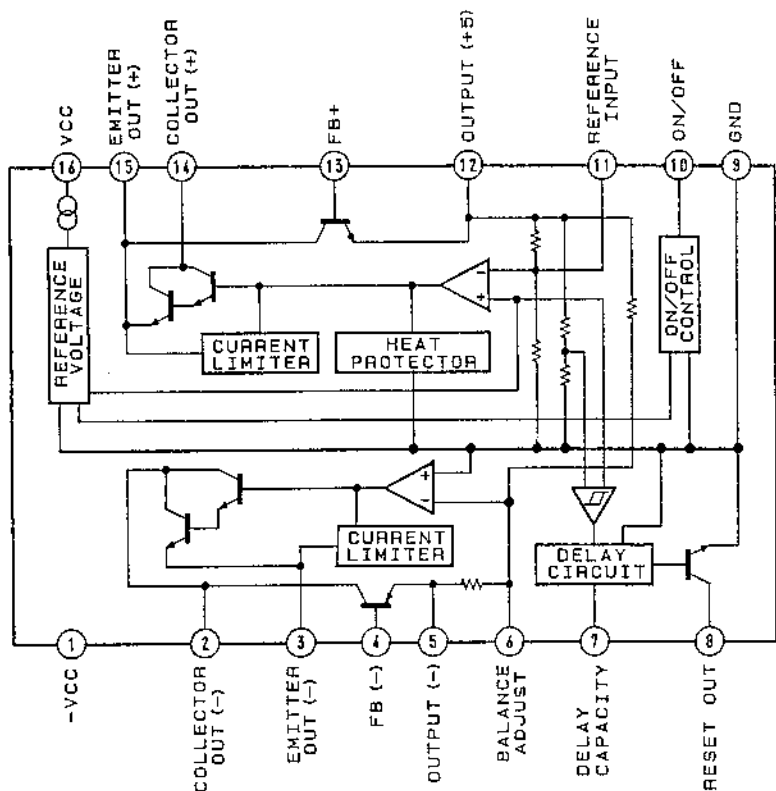 VCC
EMITTER
OUT (+)
COLLECTOR
OUT (+)
FB+
OUTPUT (+5)
REFERENCE
INPUT
ON/OFF
GND
16
15
14
13
12
11
10
9
REFERENCE
VOLTAGE
CURRENT
LIMITER
HEAT
PROTECTOR
-
+
ON/OFF
CONTROL
+
-
CURRENT
LIMITER
DELAY
CIRCUIT
1
2
3
4
5
6
7
8
-VCC
COLLECTOR
OUT (-)
EMITTER
OUT (-)
FB (-)
OUTPUT (-)
BALANCE
ADJUST
DELAY
CAPACITY
RESET OUT